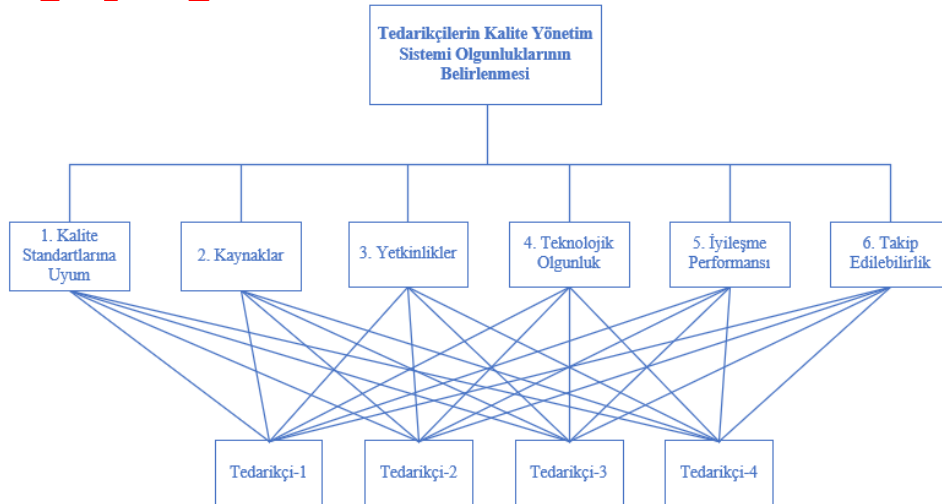 Tedarikçilerin Kalite Yönetim
Sistemi Olgunluklarının
Belirlenmesi
1. Kalite
Standartlarına
Uyum
2. Kaynaklar
3. Yetkinlikler
4. Teknolojik
Olgunluk
5. İyileşme
Performansı
6. Takip
Edilebilirlik
Tedarikçi-1
Tedarikçi-2
Tedarikçi-3
Tedarikçi-4